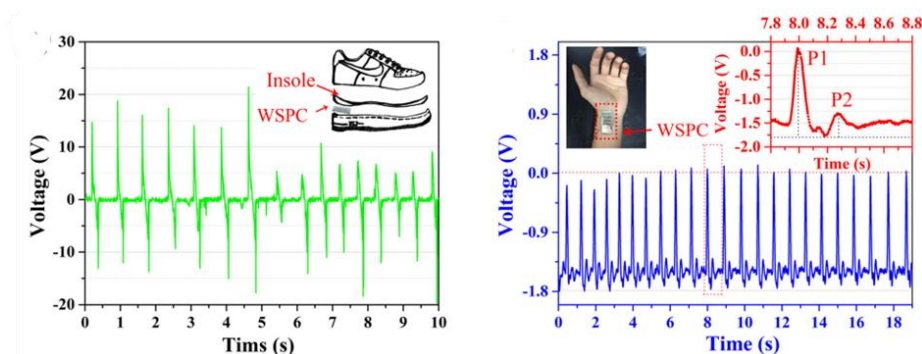 30
20
10
0
-10
-20
Voltage (V)
0 1 2 3 4 5 6 7 8 9 10
Tims (s)
Insole
WSPC
1.8
0.9
0.0
-0.9
-1.8
Voltage (V)
0 2 4 6 8 10 12 14 16 18
Time (s)
WSPC
7.8 8.0 8.2 8.4 8.6 8.8
0.0
-0.5
-1.0
-1.5
-2.0
Voltage (V)
P1
P2
Time (s)